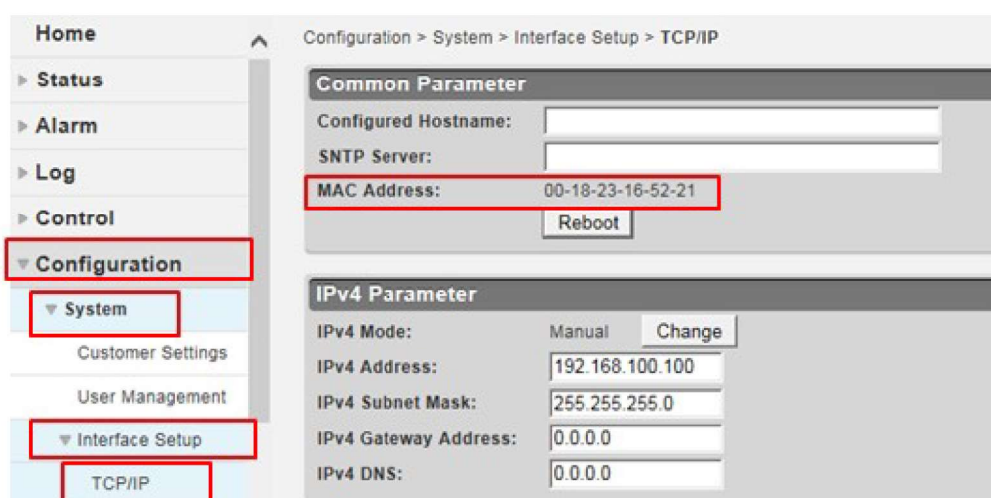 Home
Status
Alarm
Log
Control
Configuration
System
Customer Settings
User Management
Interface Setup
TCP/IP
Configuration > System > Interface Setup > TCP/IP
Common Parameter
Configured Hostname:
SNTP Server:
MAC Address: 00-18-23-16-52-21
Reboot
IPv4 Parameter
IPv4 Mode: Manual Change
IPv4 Address: 192.168.100.100
IPv4 Subnet Mask: 255.255.255.0
IPv4 Gateway Address: 0.0.0.0
IPv4 DNS: 0.0.0.0